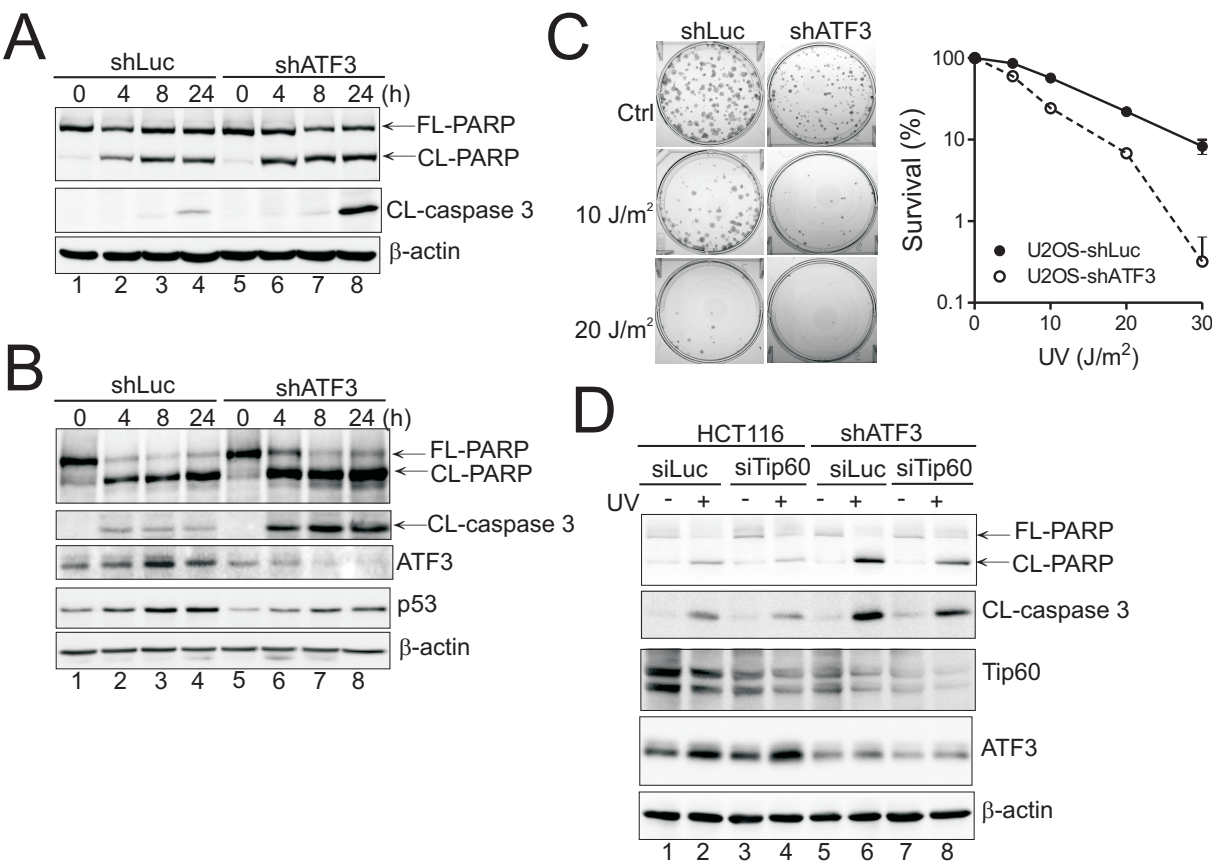 A
shLuc shATF3
0 4 8 24 0 4 8 24 (h)
FL-PARP
CL-PARP
CL-caspase 3
β-actin
1 2 3 4 5 6 7 8
B
shLuc shATF3
0 4 8 24 0 4 8 24 (h)
FL-PARP
CL-PARP
CL-caspase 3
ATF3
p53
β-actin
1 2 3 4 5 6 7 8
C
shLuc shATF3
Ctrl
10 J/m²
20 J/m²
Survival (%)
100
10
1
0.1
U2OS-shLuc
U2OS-shATF3
0 10 20 30
UV (J/m²)
D
HCT116 shATF3
siLuc siTip60 siLuc siTip60
UV - + - + - + - +
FL-PARP
CL-PARP
CL-caspase 3
Tip60
ATF3
β-actin
1 2 3 4 5 6 7 8